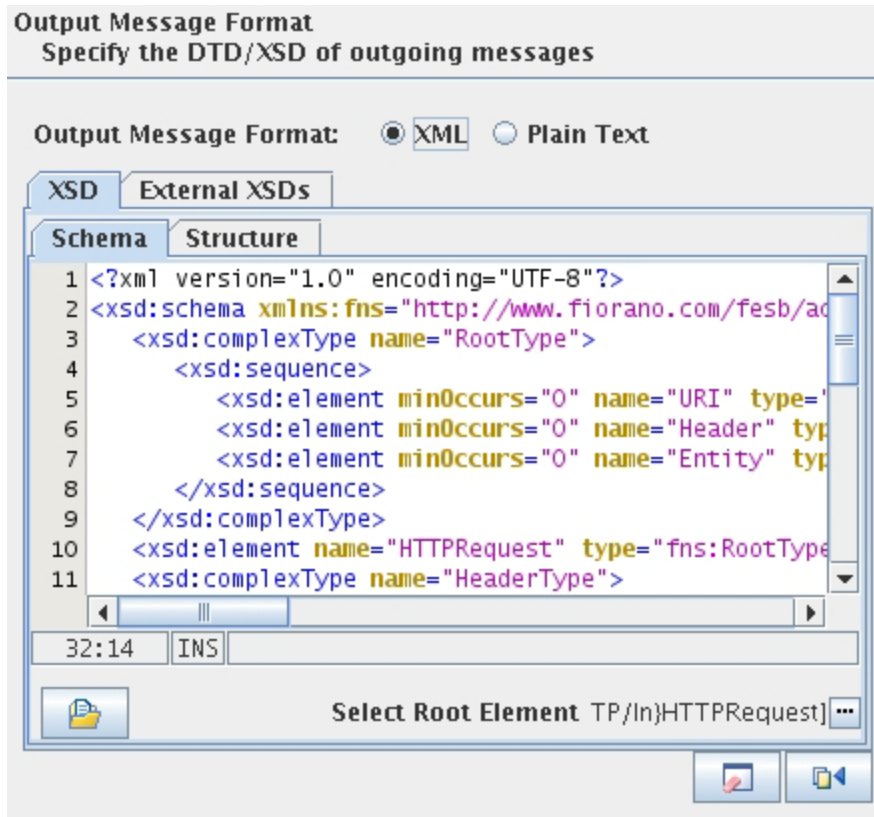 Output Message Format
Specify the DTD/XSD of outgoing messages
Output Message Format: XML Plain Text
XSD External XSDs
Schema Structure
1 <?xml version="1.0" encoding="UTF-8"?>
2 <xsd:schema xmlns:fns="http://www.fiorano.com/fesb/ac
3 <xsd:complexType name="RootType">
4 <xsd:sequence>
5 <xsd:element minOccurs="0" name="URI" type="
6 <xsd:element minOccurs="0" name="Header" typ
7 <xsd:element minOccurs="0" name="Entity" typ
8 </xsd:sequence>
9 </xsd:complexType>
10 <xsd:element name="HTTPRequest" type="fns:RootType
11 <xsd:complexType name="HeaderType">
32:14 INS
Select Root Element TP/In}HTTPRequest] ...